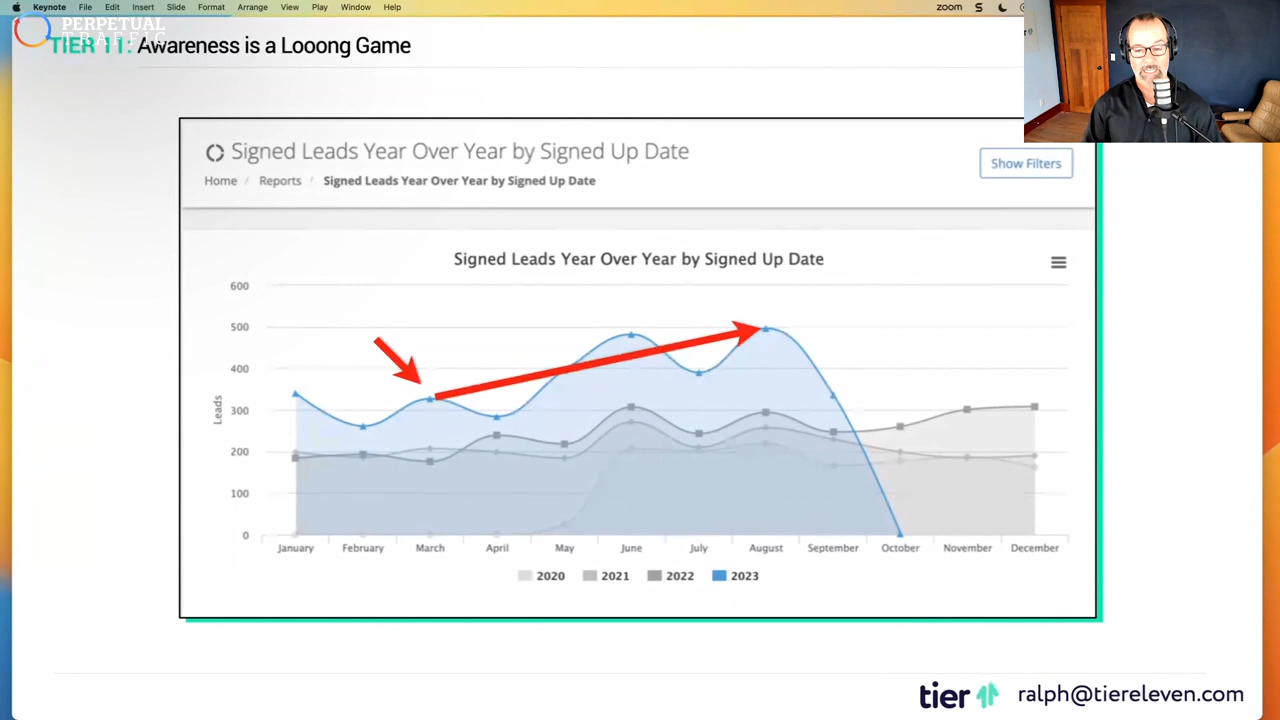 Keynote File Edit Insert Slide Format Arrange View Play Window Help zoom
PERPETUAL
TRAFFIC
TIER 11: Awareness is a Looong Game
Signed Leads Year Over Year by Signed Up Date
Show Filters
Home / Reports / Signed Leads Year Over Year by Signed Up Date
Signed Leads Year Over Year by Signed Up Date
600
500
400
300
200
100
0
Leads
January February March April May June July August September October November December
2020 2021 2022 2023
tier 11 ralph@tiereleven.com